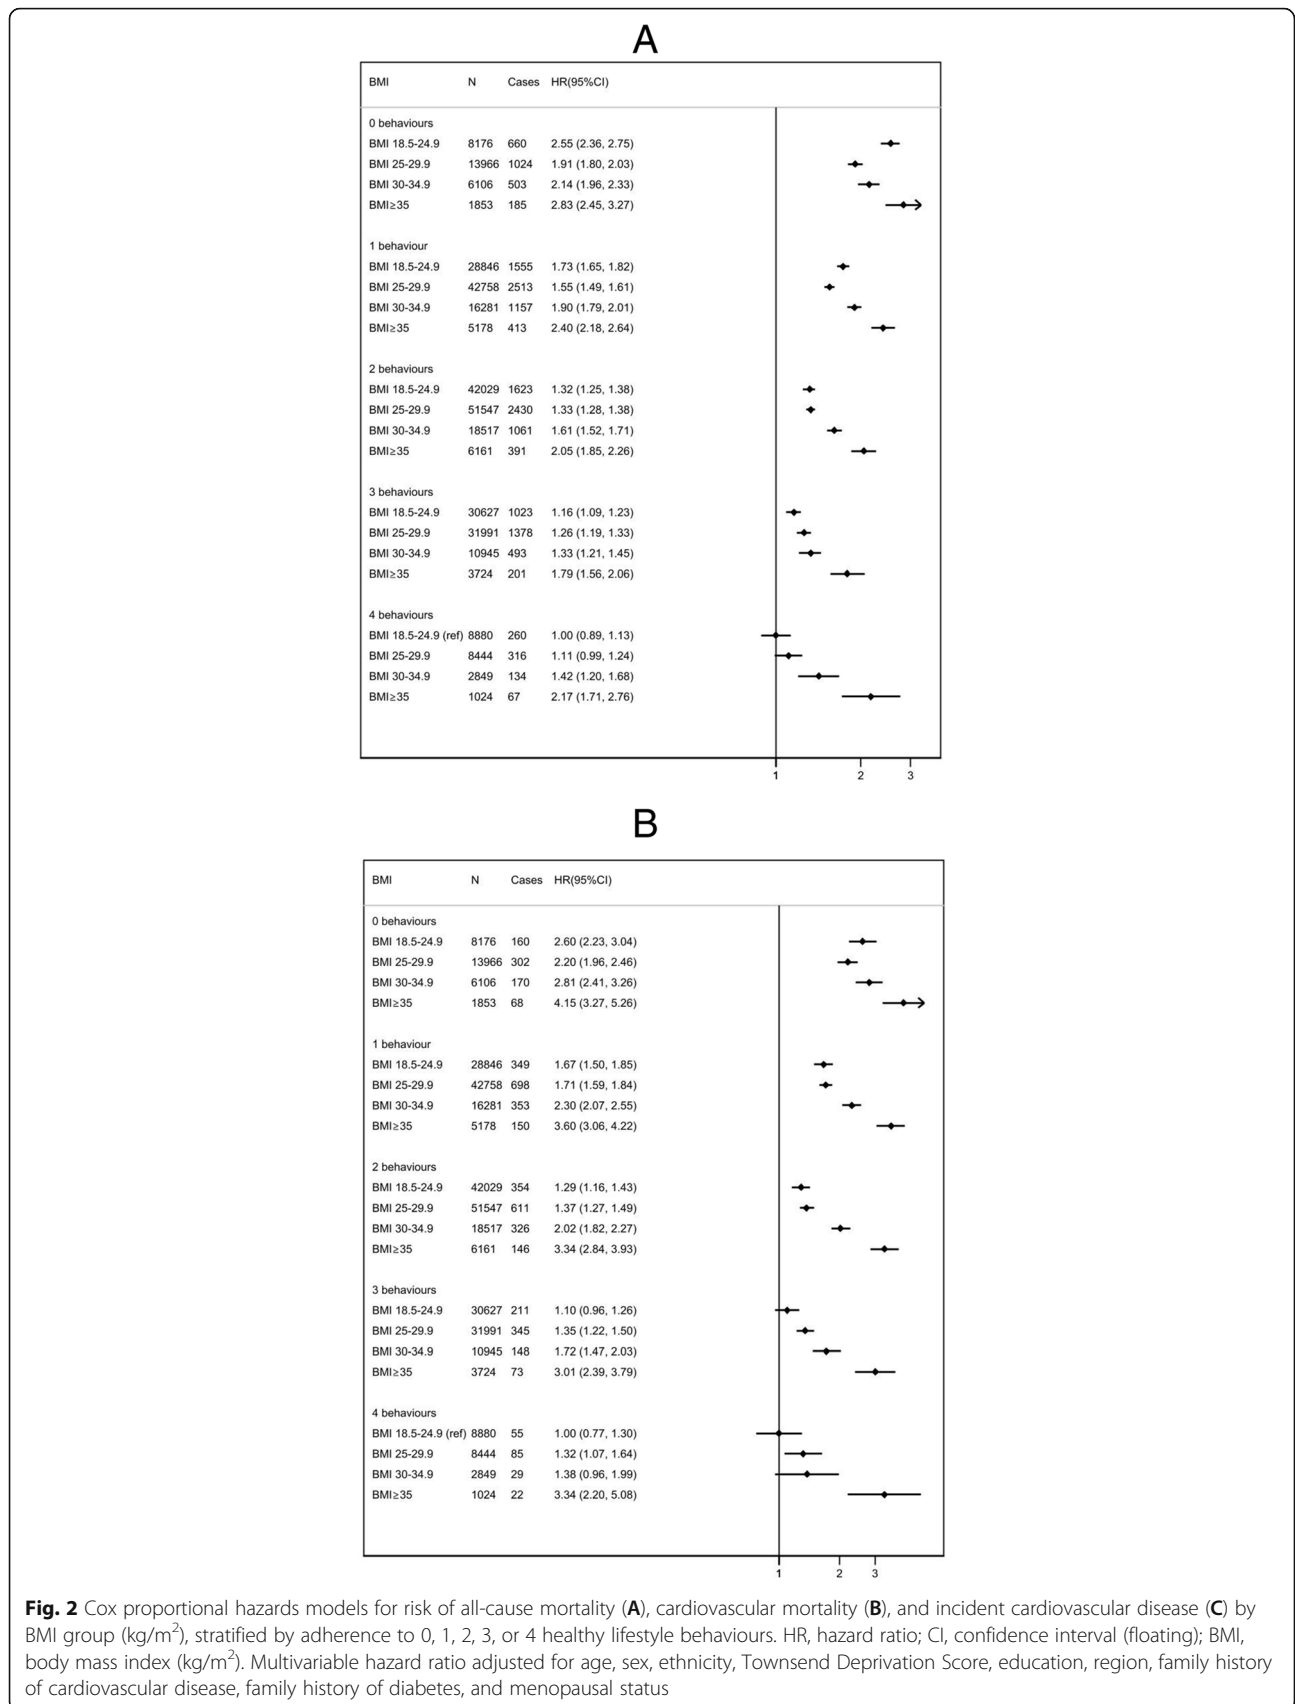 A
BMI N Cases HR(95%CI)
0 behaviours
BMI 18.5-24.9 8176 660 2.55 (2.36, 2.75)
BMI 25-29.9 13966 1024 1.91 (1.80, 2.03)
BMI 30-34.9 6106 503 2.14 (1.96, 2.33)
BMI≥35 1853 185 2.83 (2.45, 3.27)
1 behaviour
BMI 18.5-24.9 28846 1555 1.73 (1.65, 1.82)
BMI 25-29.9 42758 2513 1.55 (1.49, 1.61)
BMI 30-34.9 16281 1157 1.90 (1.79, 2.01)
BMI≥35 5178 413 2.40 (2.18, 2.64)
2 behaviours
BMI 18.5-24.9 42029 1623 1.32 (1.25, 1.38)
BMI 25-29.9 51547 2430 1.33 (1.28, 1.38)
BMI 30-34.9 18517 1061 1.61 (1.52, 1.71)
BMI≥35 6161 391 2.05 (1.85, 2.26)
3 behaviours
BMI 18.5-24.9 30627 1023 1.16 (1.09, 1.23)
BMI 25-29.9 31991 1378 1.26 (1.19, 1.33)
BMI 30-34.9 10945 493 1.33 (1.21, 1.45)
BMI≥35 3724 201 1.79 (1.56, 2.06)
4 behaviours
BMI 18.5-24.9 (ref) 8880 260 1.00 (0.89, 1.13)
BMI 25-29.9 8444 316 1.11 (0.99, 1.24)
BMI 30-34.9 2849 134 1.42 (1.20, 1.68)
BMI≥35 1024 67 2.17 (1.71, 2.76)
1 2 3
B
BMI N Cases HR(95%CI)
0 behaviours
BMI 18.5-24.9 8176 160 2.60 (2.23, 3.04)
BMI 25-29.9 13966 302 2.20 (1.96, 2.46)
BMI 30-34.9 6106 170 2.81 (2.41, 3.26)
BMI≥35 1853 68 4.15 (3.27, 5.26)
1 behaviour
BMI 18.5-24.9 28846 349 1.67 (1.50, 1.85)
BMI 25-29.9 42758 698 1.71 (1.59, 1.84)
BMI 30-34.9 16281 353 2.30 (2.07, 2.55)
BMI≥35 5178 150 3.60 (3.06, 4.22)
2 behaviours
BMI 18.5-24.9 42029 354 1.29 (1.16, 1.43)
BMI 25-29.9 51547 611 1.37 (1.27, 1.49)
BMI 30-34.9 18517 326 2.02 (1.82, 2.27)
BMI≥35 6161 146 3.34 (2.84, 3.93)
3 behaviours
BMI 18.5-24.9 30627 211 1.10 (0.96, 1.26)
BMI 25-29.9 31991 345 1.35 (1.22, 1.50)
BMI 30-34.9 10945 148 1.72 (1.47, 2.03)
BMI≥35 3724 73 3.01 (2.39, 3.79)
4 behaviours
BMI 18.5-24.9 (ref) 8880 55 1.00 (0.77, 1.30)
BMI 25-29.9 8444 85 1.32 (1.07, 1.64)
BMI 30-34.9 2849 29 1.38 (0.96, 1.99)
BMI≥35 1024 22 3.34 (2.20, 5.08)
1 2 3
Fig. 2 Cox proportional hazards models for risk of all-cause mortality (A), cardiovascular mortality (B), and incident cardiovascular disease (C) by
BMI group (kg/m²), stratified by adherence to 0, 1, 2, 3, or 4 healthy lifestyle behaviours. HR, hazard ratio; CI, confidence interval (floating); BMI,
body mass index (kg/m²). Multivariable hazard ratio adjusted for age, sex, ethnicity, Townsend Deprivation Score, education, region, family history
of cardiovascular disease, family history of diabetes, and menopausal status